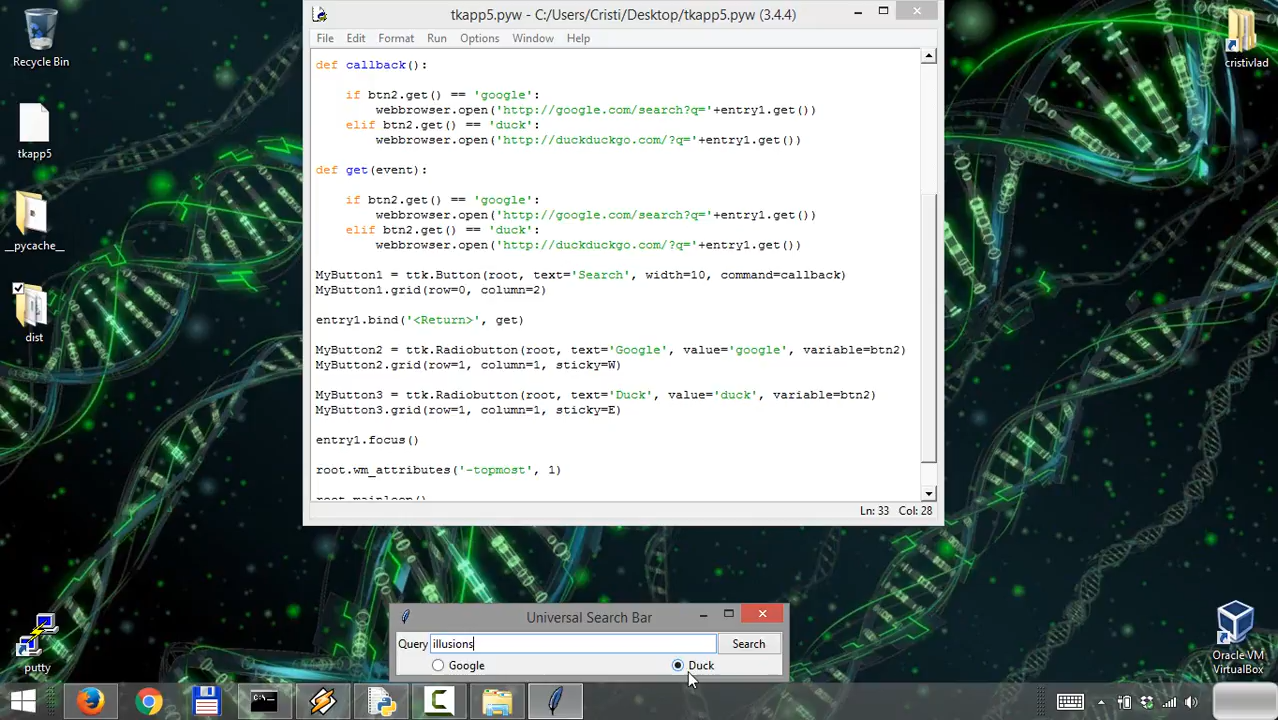 tkapp5.pyw - C:/Users/Cristi/Desktop/tkapp5.pyw (3.4.4)
File Edit Format Run Options Window Help
def callback():
if btn2.get() == 'google':
webbrowser.open('http://google.com/search?q='+entry1.get())
elif btn2.get() == 'duck':
webbrowser.open('http://duckduckgo.com/?q='+entry1.get())
def get(event):
if btn2.get() == 'google':
webbrowser.open('http://google.com/search?q='+entry1.get())
elif btn2.get() == 'duck':
webbrowser.open('http://duckduckgo.com/?q='+entry1.get())
MyButton1 = ttk.Button(root, text='Search', width=10, command=callback)
MyButton1.grid(row=0, column=2)
entry1.bind('<Return>', get)
MyButton2 = ttk.Radiobutton(root, text='Google', value='google', variable=btn2)
MyButton2.grid(row=1, column=1, sticky=W)
MyButton3 = ttk.Radiobutton(root, text='Duck', value='duck', variable=btn2)
MyButton3.grid(row=1, column=1, sticky=E)
entry1.focus()
root.wm_attributes('-topmost', 1)
root.mainloop()
Ln: 33 Col: 28
Recycle Bin
tkapp5
__pycache__
dist
putty
cristivlad
Oracle VM
VirtualBox
Universal Search Bar
Query illusions Search
Google Duck